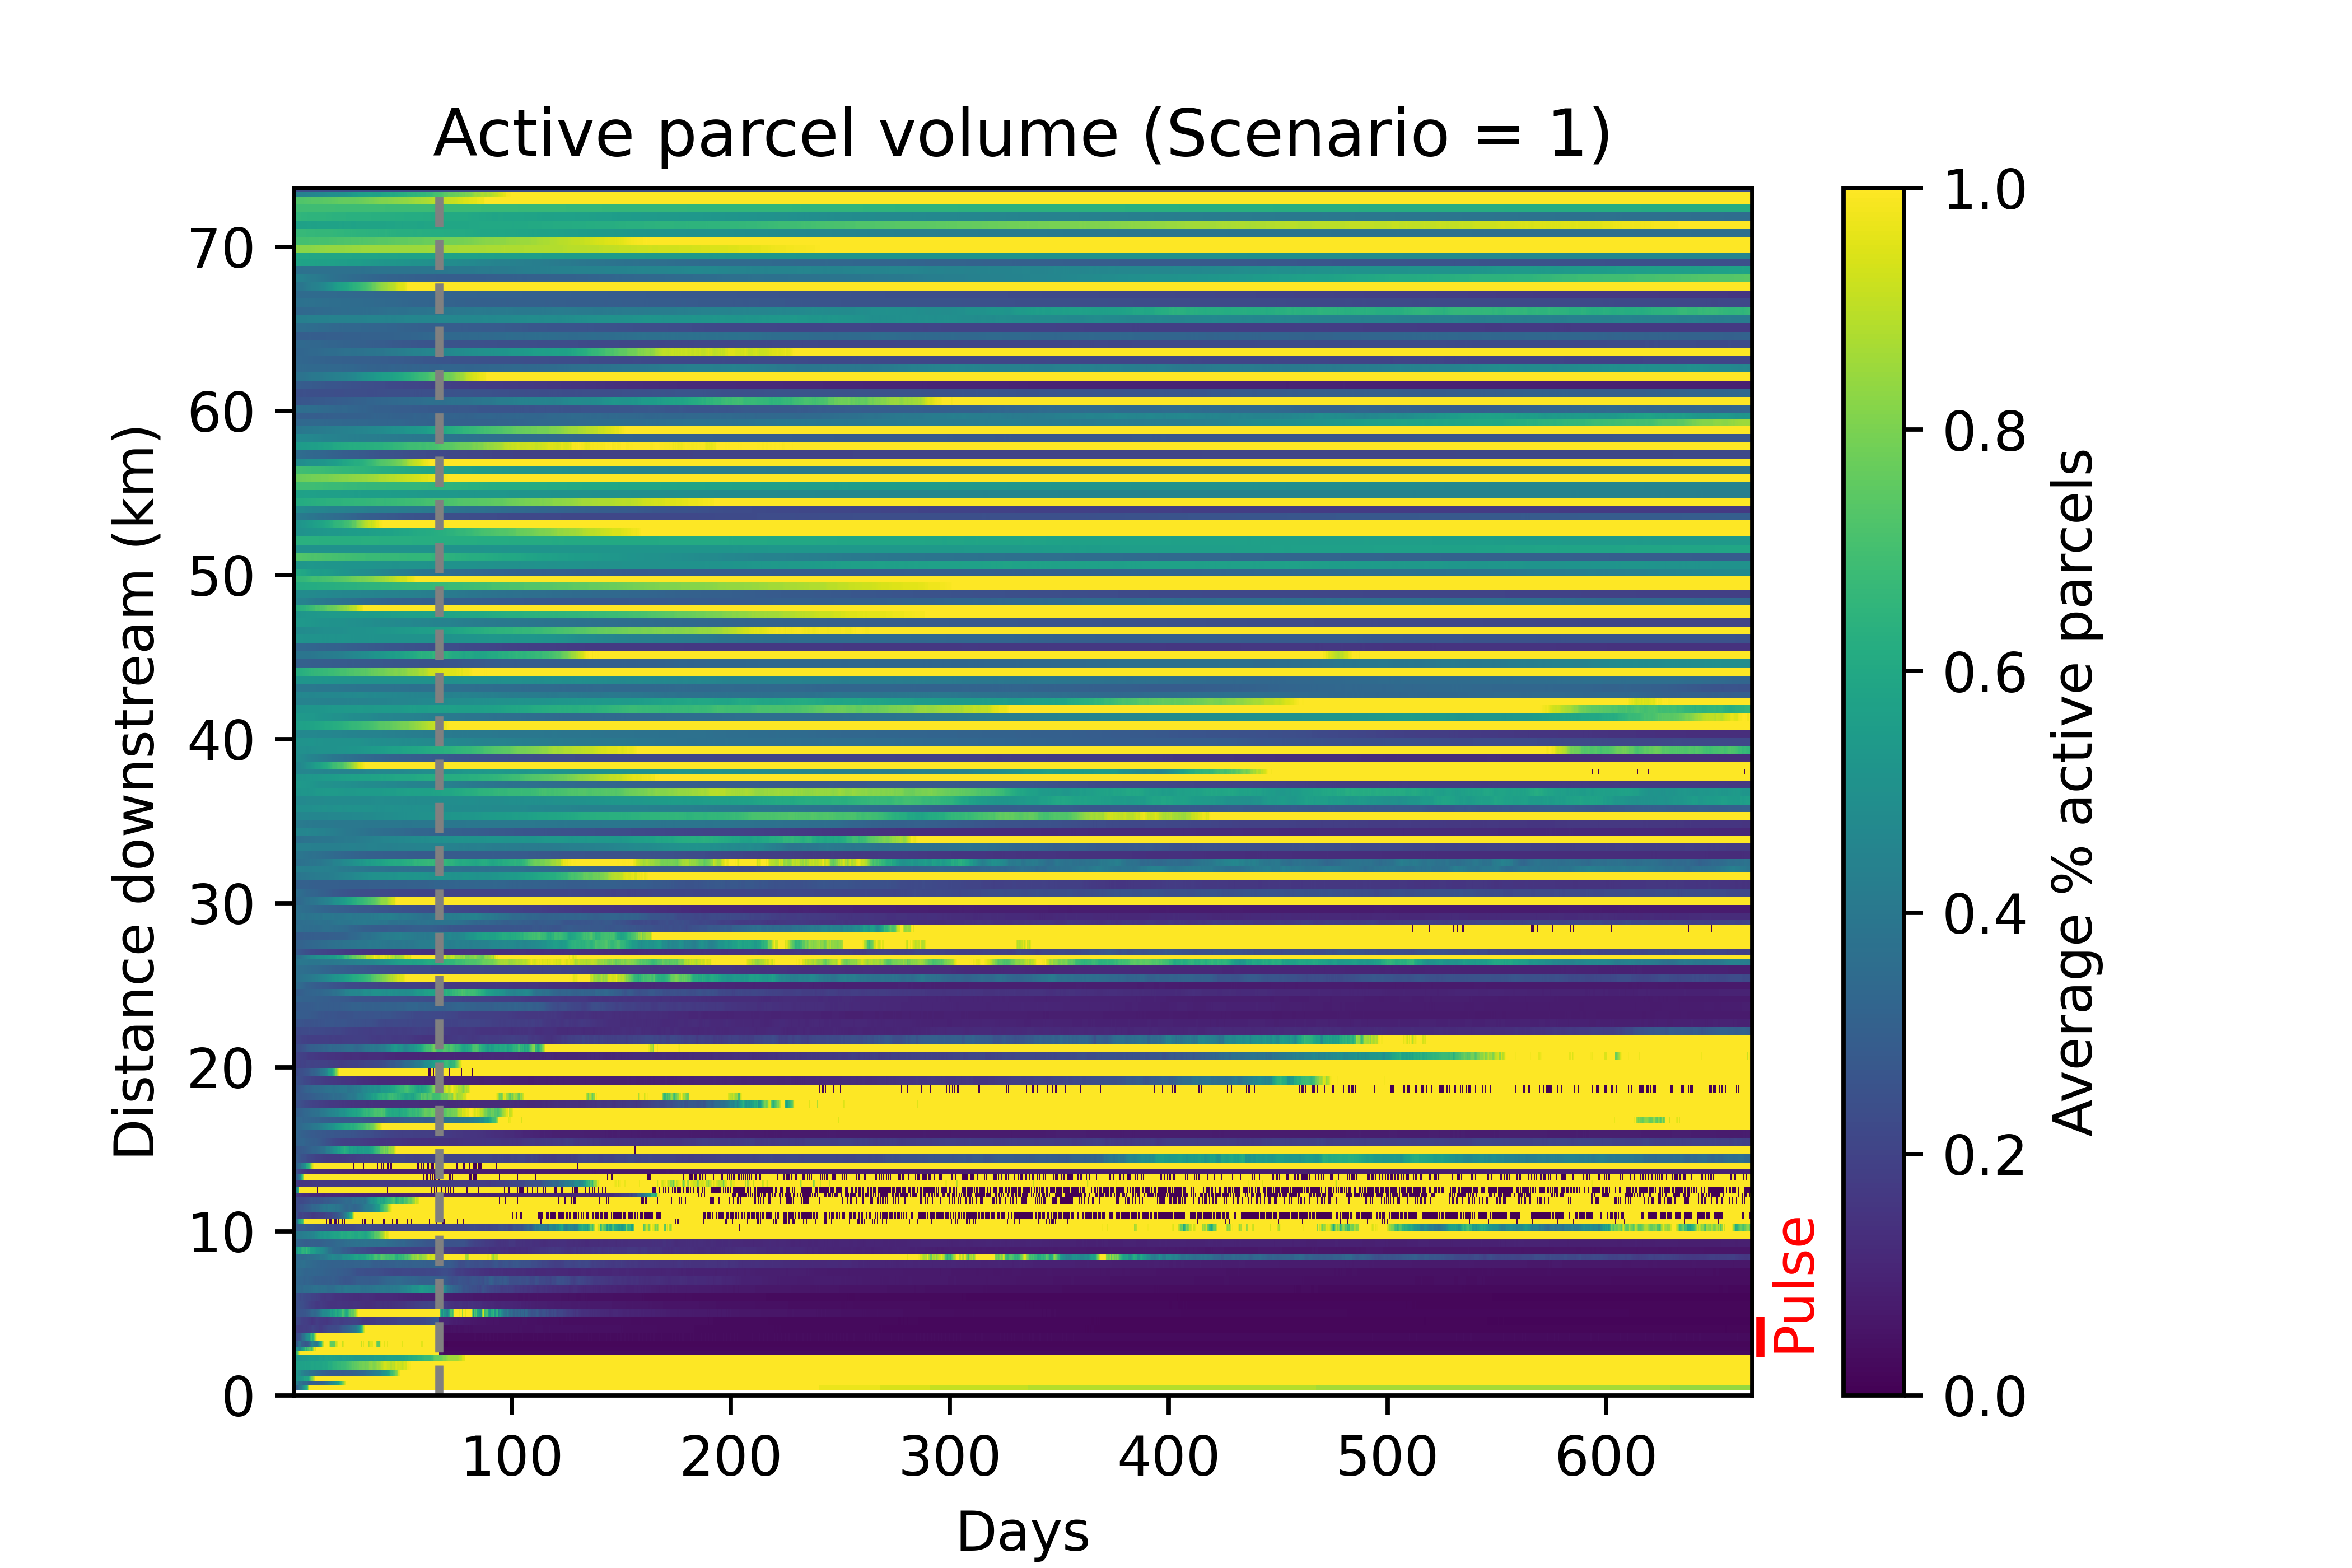 Active parcel volume (Scenario = 1)
Distance downstream (km)
70
60
50
40
30
20
10
0
100 200 300 400 500 600
Days
Pulse
1.0
0.8
0.6
0.4
0.2
0.0
Average % active parcels